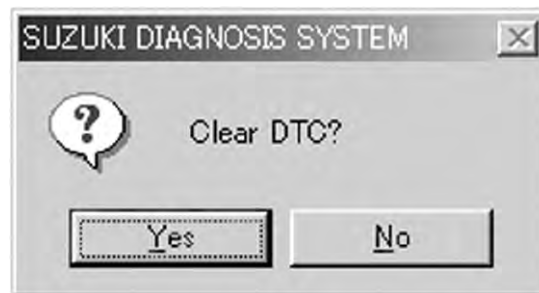 SUZUKI DIAGNOSIS SYSTEM
?
Clear DTC?
Yes No